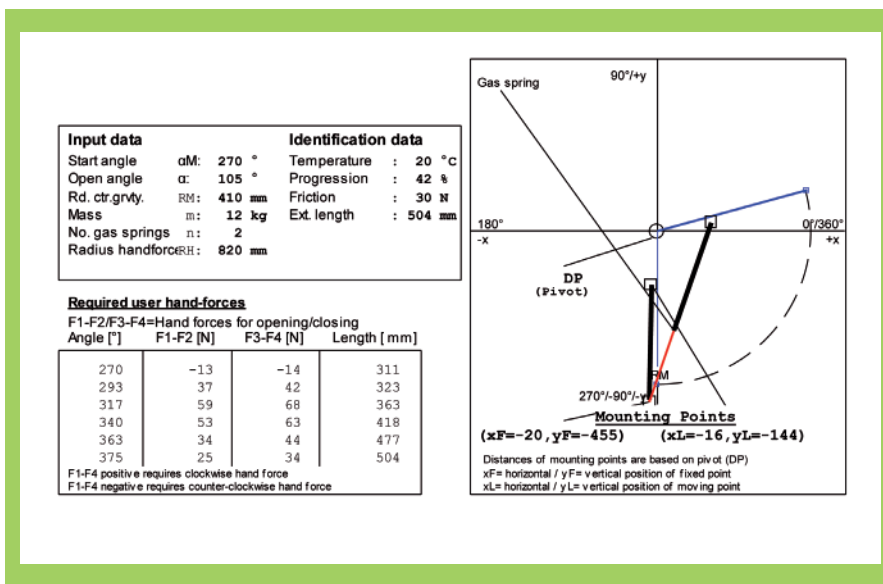 Input data Identification data
Start angle αM: 270 ° Temperature : 20 °C
Open angle α: 105 ° Progression : 42 %
Rd. ctr.grvty. RM: 410 mm Friction : 30 N
Mass m: 12 kg Ext. length : 504 mm
No. gas springs n: 2
Radius handforceRH: 820 mm
Required user hand-forces
F1-F2/F3-F4=Hand forces for opening/closing
Angle [°] F1-F2 [N] F3-F4 [N] Length [ mm]
270 -13 -14 311
293 37 42 323
317 59 68 363
340 53 63 418
363 34 44 477
375 25 34 504
F1-F4 positive requires clockwise hand force
F1-F4 negative requires counter-clockwise hand force
Gas spring
90°/+y
180°
-x
0°/360°
+x
DP
(Pivot)
RM
270°/-90°/-y
Mounting Points
(xF=-20,yF=-455) (xL=-16,yL=-144)
Distances of mounting points are based on pivot (DP)
xF= horizontal / yF= vertical position of fixed point
xL= horizontal / yL= vertical position of moving point